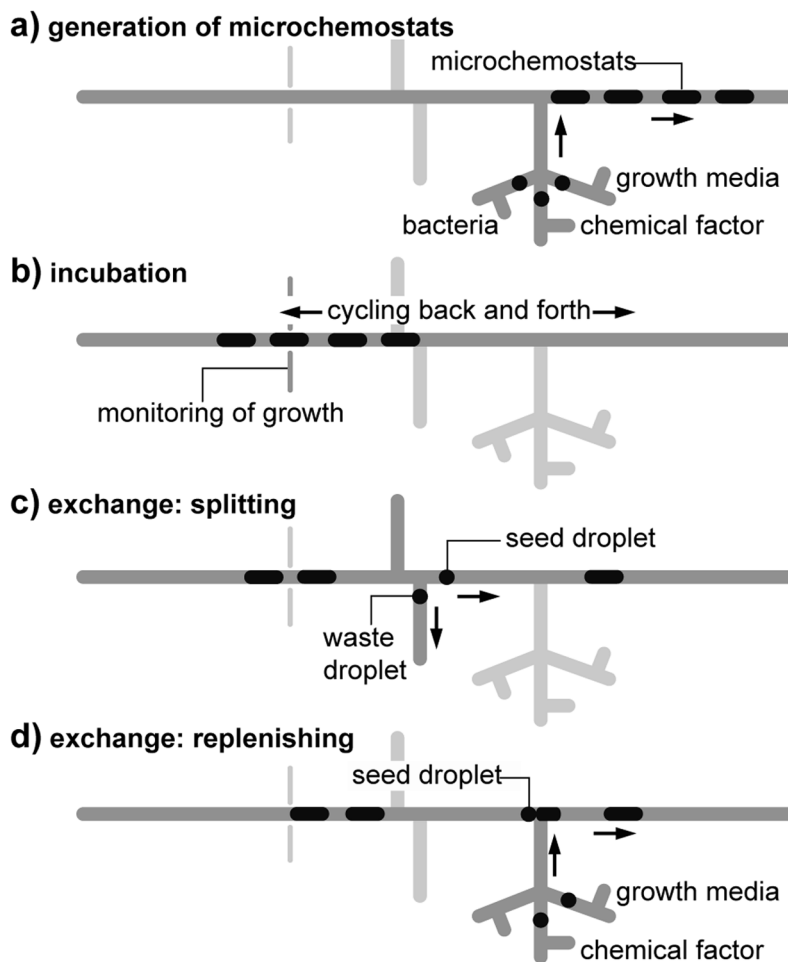 a) generation of microchemostats
microchemostats
growth media
bacteria
chemical factor
b) incubation
cycling back and forth
monitoring of growth
c) exchange: splitting
seed droplet
waste
droplet
d) exchange: replenishing
seed droplet
growth media
chemical factor